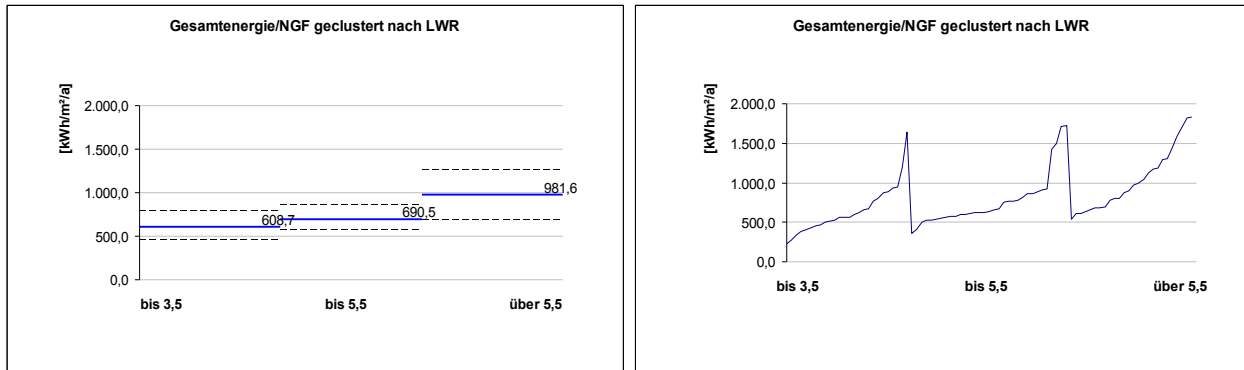 Gesamtenergie/NGF geclustert nach LWR
[kWh/m²/a]
2.000,0
1.500,0
1.000,0
500,0
0,0
608,7
690,5
981,6
bis 3,5
bis 5,5
über 5,5
Gesamtenergie/NGF geclustert nach LWR
[kWh/m²/a]
2.000,0
1.500,0
1.000,0
500,0
0,0
bis 3,5
bis 5,5
über 5,5